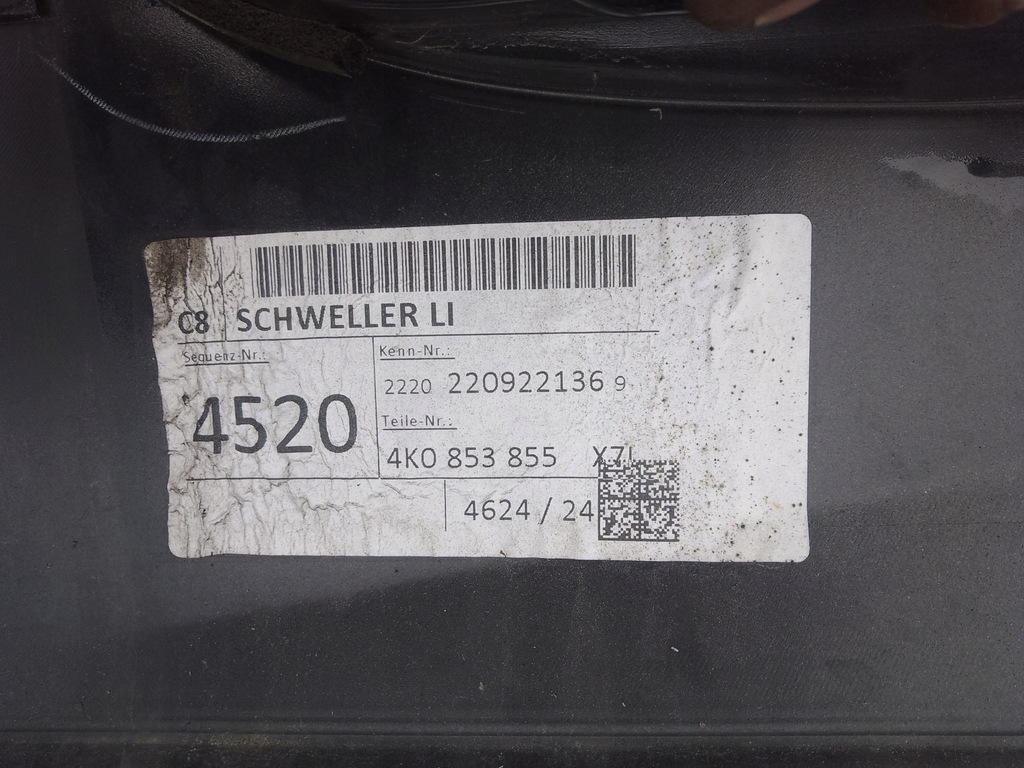 C8 SCHWELLER LI
Sequenz-Nr.:
4520
Kenn-Nr.:
2220 220922136 9
Teile-Nr.:
4K0 853 855
4624 / 24